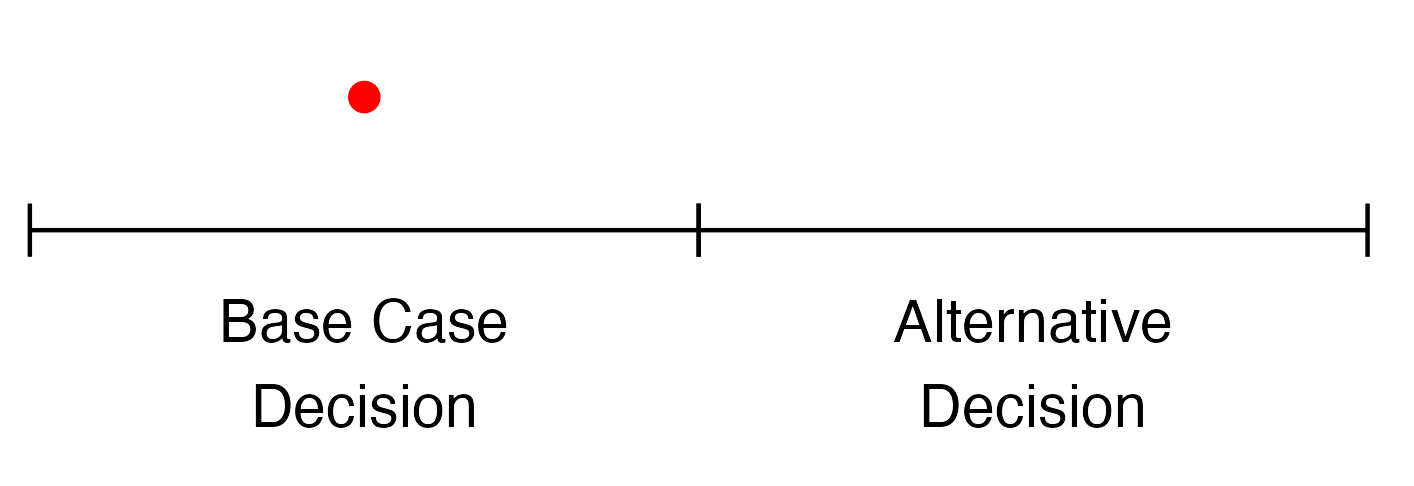 Base Case
Decision
Alternative
Decision